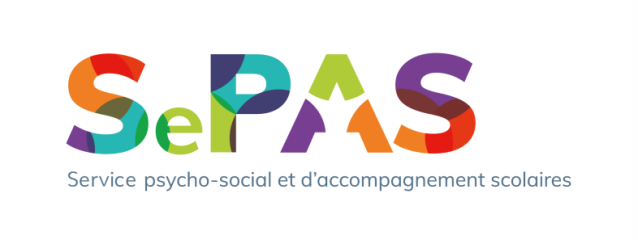 SePAS
Service psycho-social et d'accompagnement scolaires